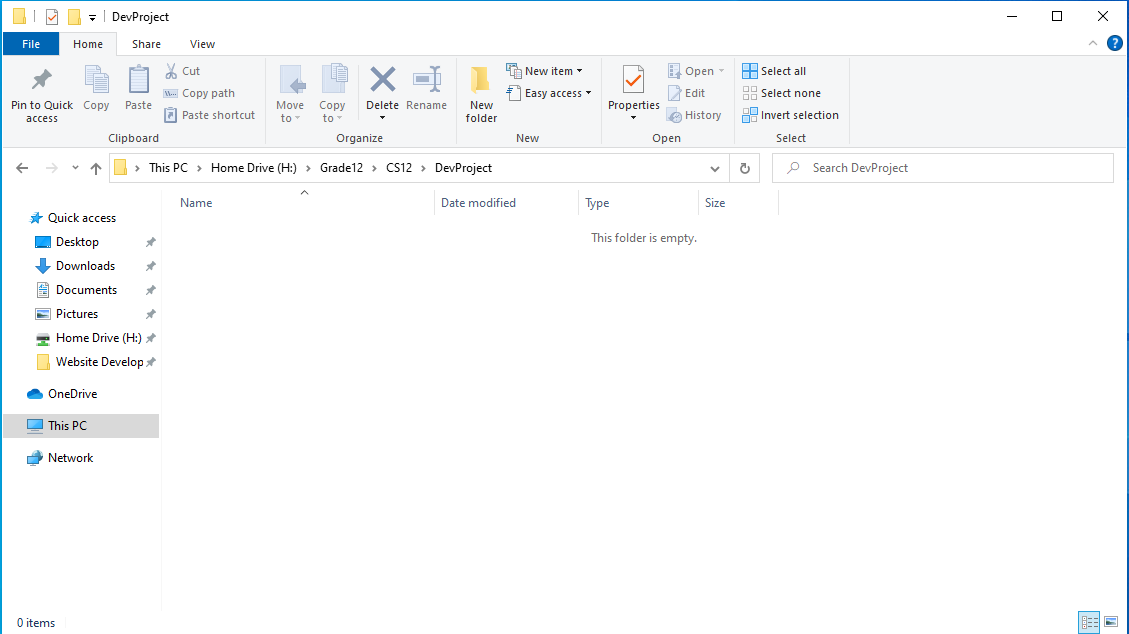 DevProject
File Home Share View
Pin to Quick access
Copy
Paste
Cut
Copy path
Paste shortcut
Clipboard
Move to
Copy to
Delete
Rename
Organize
New folder
New item
Easy access
New
Properties
Open
Edit
History
Open
Select all
Select none
Invert selection
Select
This PC > Home Drive (H:) > Grade12 > CS12 > DevProject
Search DevProject
Name Date modified Type Size
This folder is empty.
Quick access
Desktop
Downloads
Documents
Pictures
Home Drive (H:)
Website Develop
OneDrive
This PC
Network
0 items